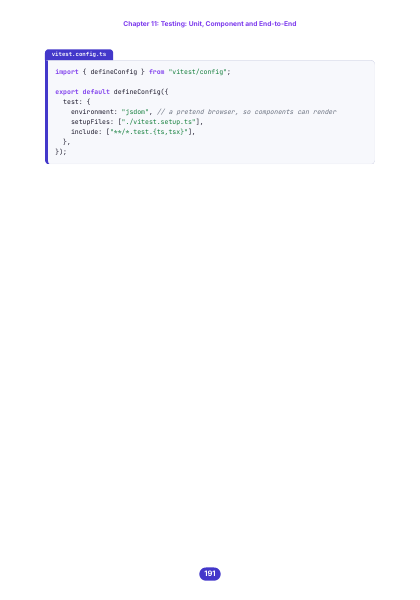 Chapter 11: Testing: Unit, Component and End-to-End
vitest.config.ts
import { defineConfig } from "vitest/config";
export default defineConfig({
  test: {
    environment: "jsdom", // a pretend browser, so components can render
    setupFiles: ["./vitest.setup.ts"],
    include: ["**/*.test.{ts,tsx}"],
  },
});
191